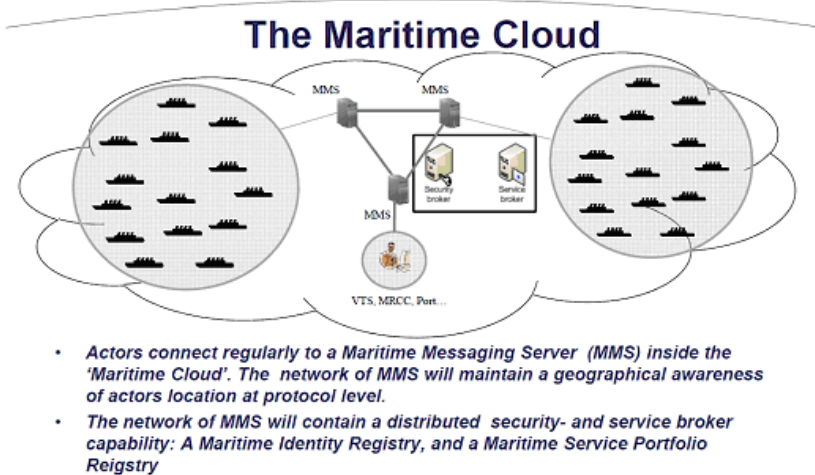 The Maritime Cloud
MMS
MMS
Security
broker
Service
broker
MMS
VTS, MRCC, Port...
• Actors connect regularly to a Maritime Messaging Server (MMS) inside the
‘Maritime Cloud’. The network of MMS will maintain a geographical awareness
of actors location at protocol level.
• The network of MMS will contain a distributed security- and service broker
capability: A Maritime Identity Registry, and a Maritime Service Portfolio
Reigstry